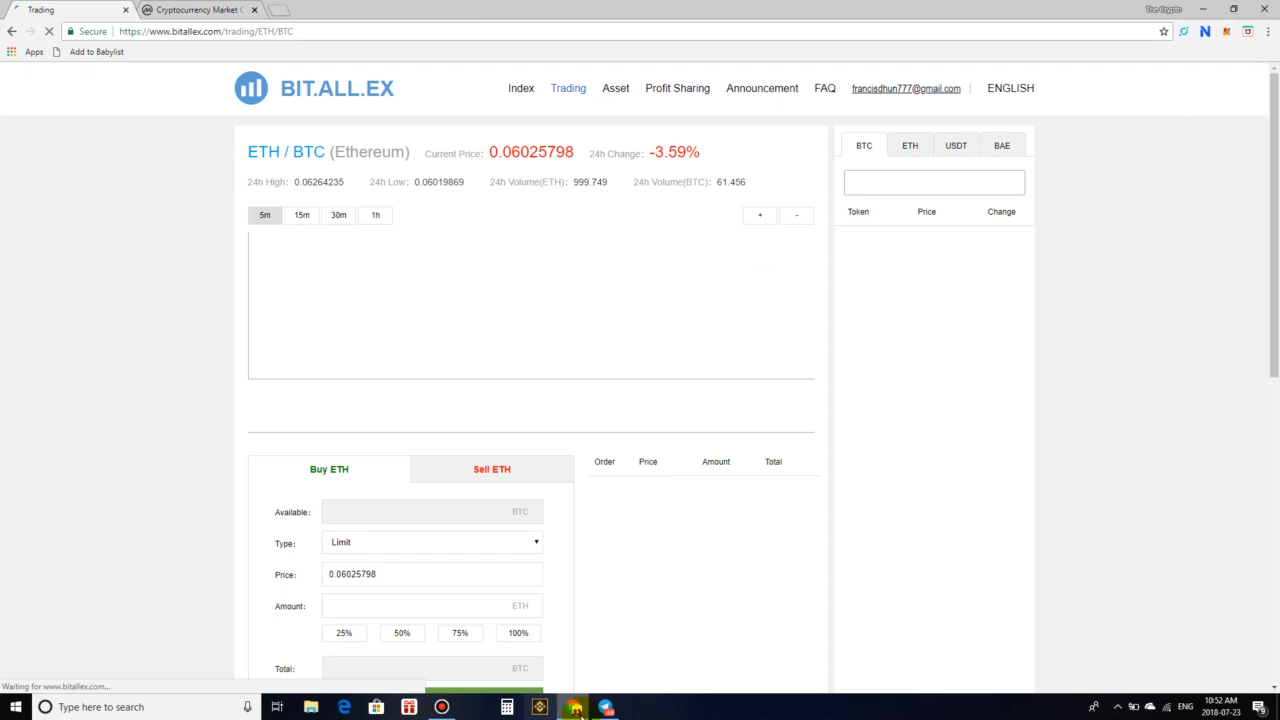 Trading
Cryptocurrency Market C
The Crypto
Secure https://www.bitallex.com/trading/ETH/BTC
Apps Add to Babylist
BIT.ALL.EX
Index Trading Asset Profit Sharing Announcement FAQ francisdhun777@gmail.com ENGLISH
ETH / BTC (Ethereum) Current Price: 0.06025798 24h Change: -3.59%
24h High: 0.06264235 24h Low: 0.06019869 24h Volume(ETH): 999.749 24h Volume(BTC): 61.456
5m 15m 30m 1h + -
BTC ETH USDT BAE
Token Price Change
Buy ETH Sell ETH
Order Price Amount Total
Available: BTC
Type: Limit
Price: 0.06025798
Amount: ETH
25% 50% 75% 100%
Total: BTC
Waiting for www.bitallex.com...
Type here to search
ENG
10:52 AM
2018-07-23